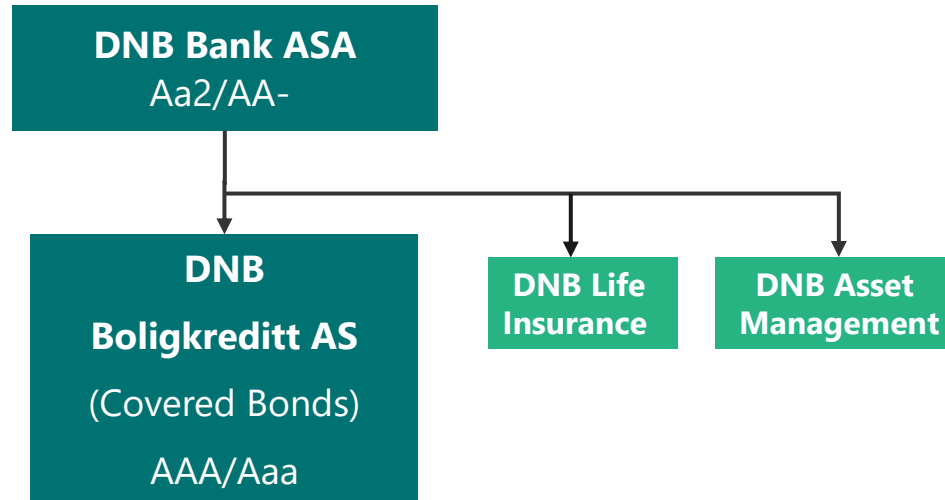 DNB Bank ASA
Aa2/AA-
DNB
Boligkreditt AS
(Covered Bonds)
AAA/Aaa
DNB Life
Insurance
DNB Asset
Management